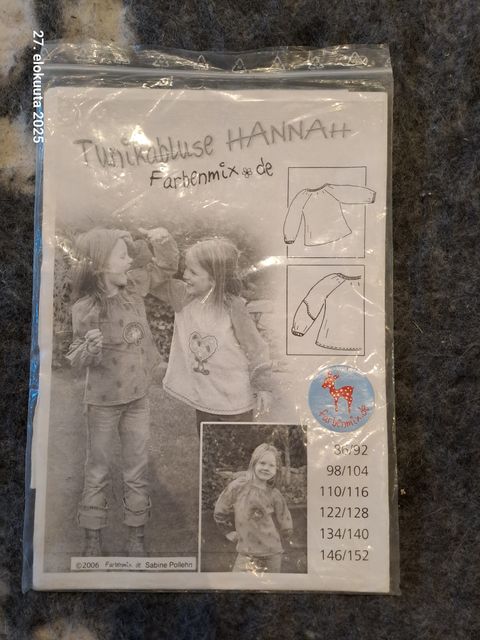 27. elokuuta 2025
Tunikabluse HANNAH
Farbenmix.de
farbenmix.de
86/92
98/104
110/116
122/128
134/140
146/152
©2006 Farbenmix.de Sabine Pollehn